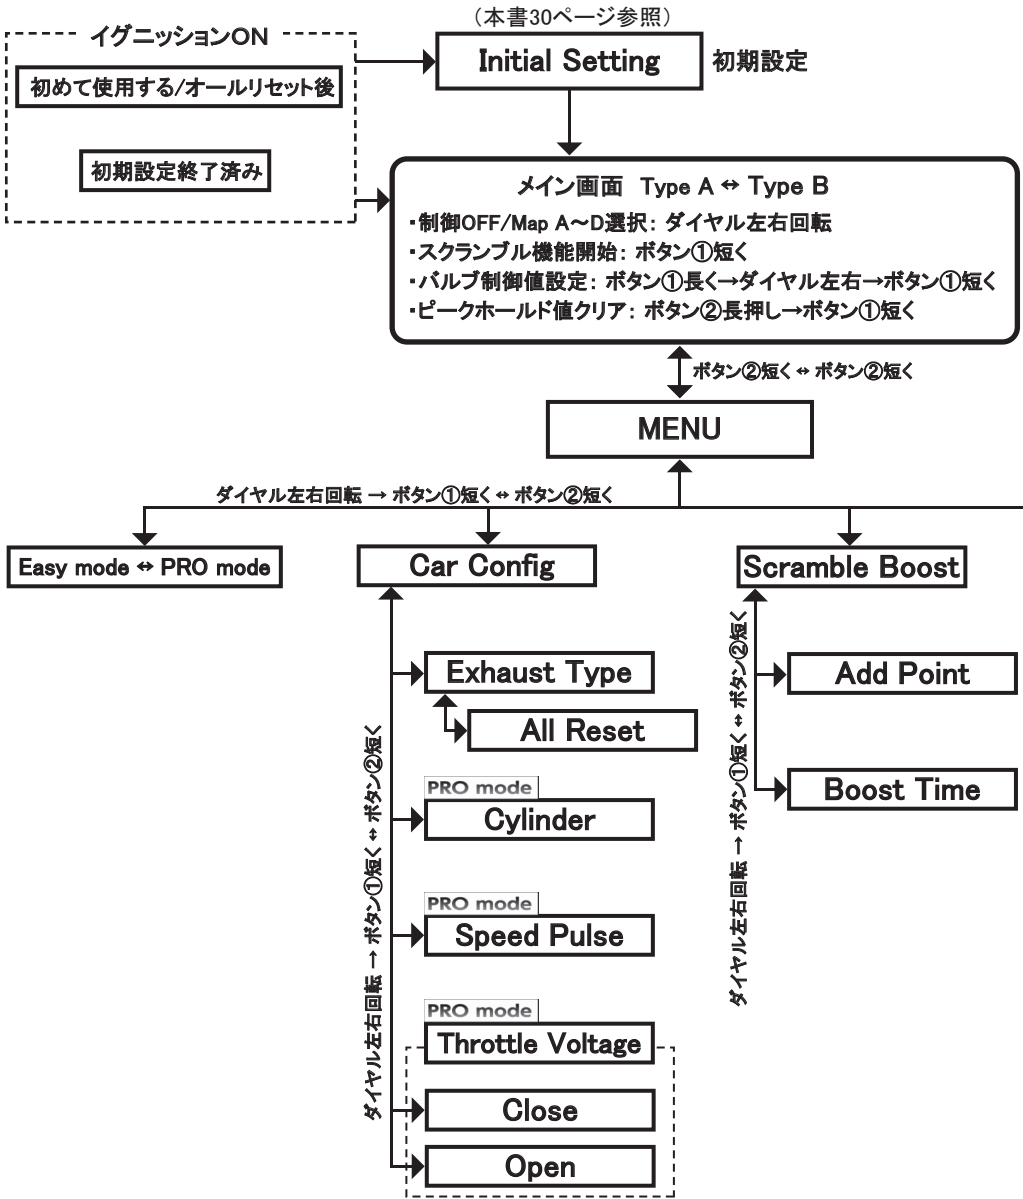 （本書30ページ参照）
イグニッションON
Initial Setting
初期設定
初めて使用する/オールリセット後
初期設定終了済み
メイン画面 Type A ⇔ Type B
・制御OFF/Map A～D選択： ダイヤル左右回転
・スクランブル機能開始： ボタン①短く
・バルブ制御値設定： ボタン①長く→ダイヤル左右→ボタン①短く
・ピークホールド値クリア： ボタン②長押し→ボタン①短く
ボタン②短く ⇔ ボタン②短く
MENU
ダイヤル左右回転 → ボタン①短く ⇔ ボタン②短く
Easy mode ⇔ PRO mode
Car Config
Scramble Boost
ダイヤル左右回転 → ボタン①短く ⇔ ボタン②短く
Exhaust Type
All Reset
PRO mode
Cylinder
PRO mode
Speed Pulse
PRO mode
Throttle Voltage
Close
Open
ダイヤル左右回転 → ボタン①短く ⇔ ボタン②短く
Add Point
Boost Time